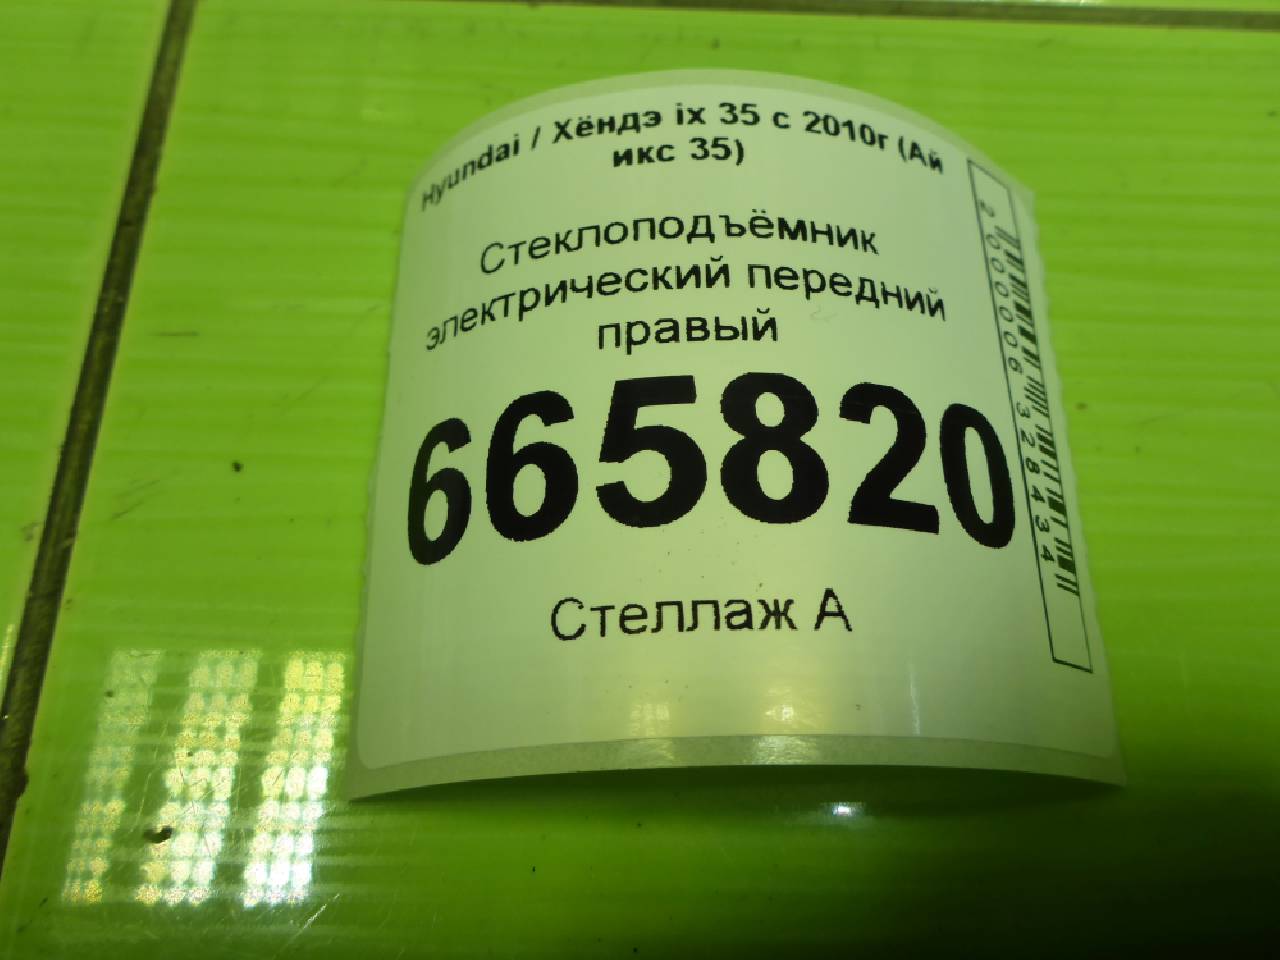 Hyundai / Хёндэ ix 35 с 2010г (Ай
икс 35)
Стеклоподъёмник
электрический передний
правый
665820
Стеллаж А
2000006328434